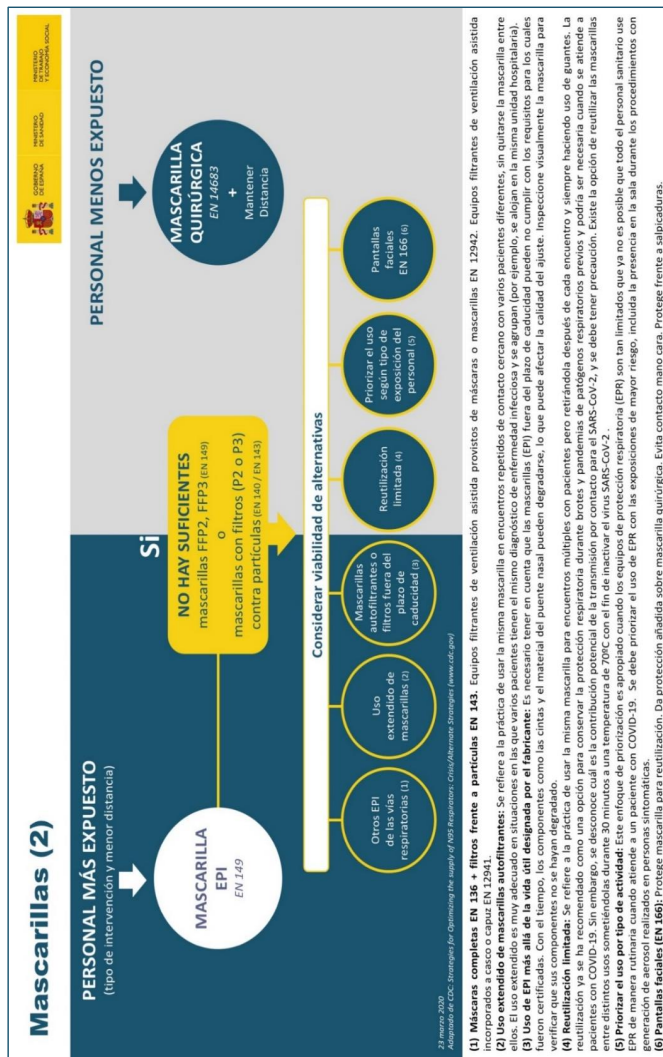 Mascarillas (2)
GOBIERNO
DE ESPAÑA
MINISTERIO
DE SANIDAD
MINISTERIO
DE TRABAJO
Y ECONOMÍA SOCIAL
PERSONAL MÁS EXPUESTO
(tipo de intervención y menor distancia)
PERSONAL MENOS EXPUESTO
MASCARILLA
EPI
EN 149
Si
NO HAY SUFICIENTES
mascarillas FFP2, FFP3 (EN 149)
o
mascarillas con filtros (P2 o P3)
contra partículas (EN 140 / EN 143)
MASCARILLA
QUIRÚRGICA
EN 14683
+
Mantener
Distancia
Considerar viabilidad de alternativas
Otros EPI
de las vías
respiratorias (1)
Uso
extendido de
mascarillas (2)
Mascarillas
autofiltrantes o
filtros fuera del
plazo de
caducidad (3)
Reutilización
limitada (4)
Priorizar el uso
según tipo de
exposición del
personal (5)
Pantallas
faciales
EN 166 (6)
23 marzo 2020
Adaptado de CDC: Strategies for Optimizing the supply of N95 Respirators: Crisis/Alternate Strategies (www.cdc.gov)
(1) Máscaras completas EN 136 + filtros frente a partículas EN 143. Equipos filtrantes de ventilación asistida provistos de máscaras o mascarillas EN 12942. Equipos filtrantes de ventilación asistida
incorporados a casco o capuz EN 12941.
(2) Uso extendido de mascarillas autofiltrantes: Se refiere a la práctica de usar la misma mascarilla en encuentros repetidos de contacto cercano con varios pacientes diferentes, sin quitarse la mascarilla entre
ellos. El uso extendido es muy adecuado en situaciones en las que varios pacientes tienen el mismo diagnóstico de enfermedad infecciosa y se agrupan (por ejemplo, se alojan en la misma unidad hospitalaria).
(3) Uso de EPI más allá de la vida útil designada por el fabricante: Es necesario tener en cuenta que las mascarillas (EPI) fuera del plazo de caducidad pueden no cumplir con los requisitos para los cuales
fueron certificadas. Con el tiempo, los componentes como las cintas y el material del puente nasal pueden degradarse, lo que puede afectar la calidad del ajuste. Inspeccione visualmente la mascarilla para
verificar que sus componentes no se hayan degradado.
(4) Reutilización limitada: Se refiere a la práctica de usar la misma mascarilla para encuentros múltiples con pacientes pero retirándola después de cada encuentro y siempre haciendo uso de guantes. La
reutilización ya se ha recomendado como una opción para conservar la protección respiratoria durante brotes y pandemias de patógenos respiratorios previos y podría ser necesaria cuando se atiende a
pacientes con COVID-19. Sin embargo, se desconoce cuál es la contribución potencial de la transmisión por contacto para el SARS-CoV-2, y se debe tener precaución. Existe la opción de reutilizar las mascarillas
entre distintos usos sometiéndolas durante 30 minutos a una temperatura de 70ºC con el fin de inactivar el virus SARS-CoV-2 .
(5) Priorizar el uso por tipo de actividad: Este enfoque de priorización es apropiado cuando los equipos de protección respiratoria (EPR) son tan limitados que ya no es posible que todo el personal sanitario use
EPR de manera rutinaria cuando atiende a un paciente con COVID-19. Se debe priorizar el uso de EPR con las exposiciones de mayor riesgo, incluida la presencia en la sala durante los procedimientos con
generación de aerosol realizados en personas sintomáticas.
(6) Pantallas faciales (EN 166): Protege mascarilla para reutilización. Da protección añadida sobre mascarilla quirúrgica. Evita contacto mano cara. Protege frente a salpicaduras.